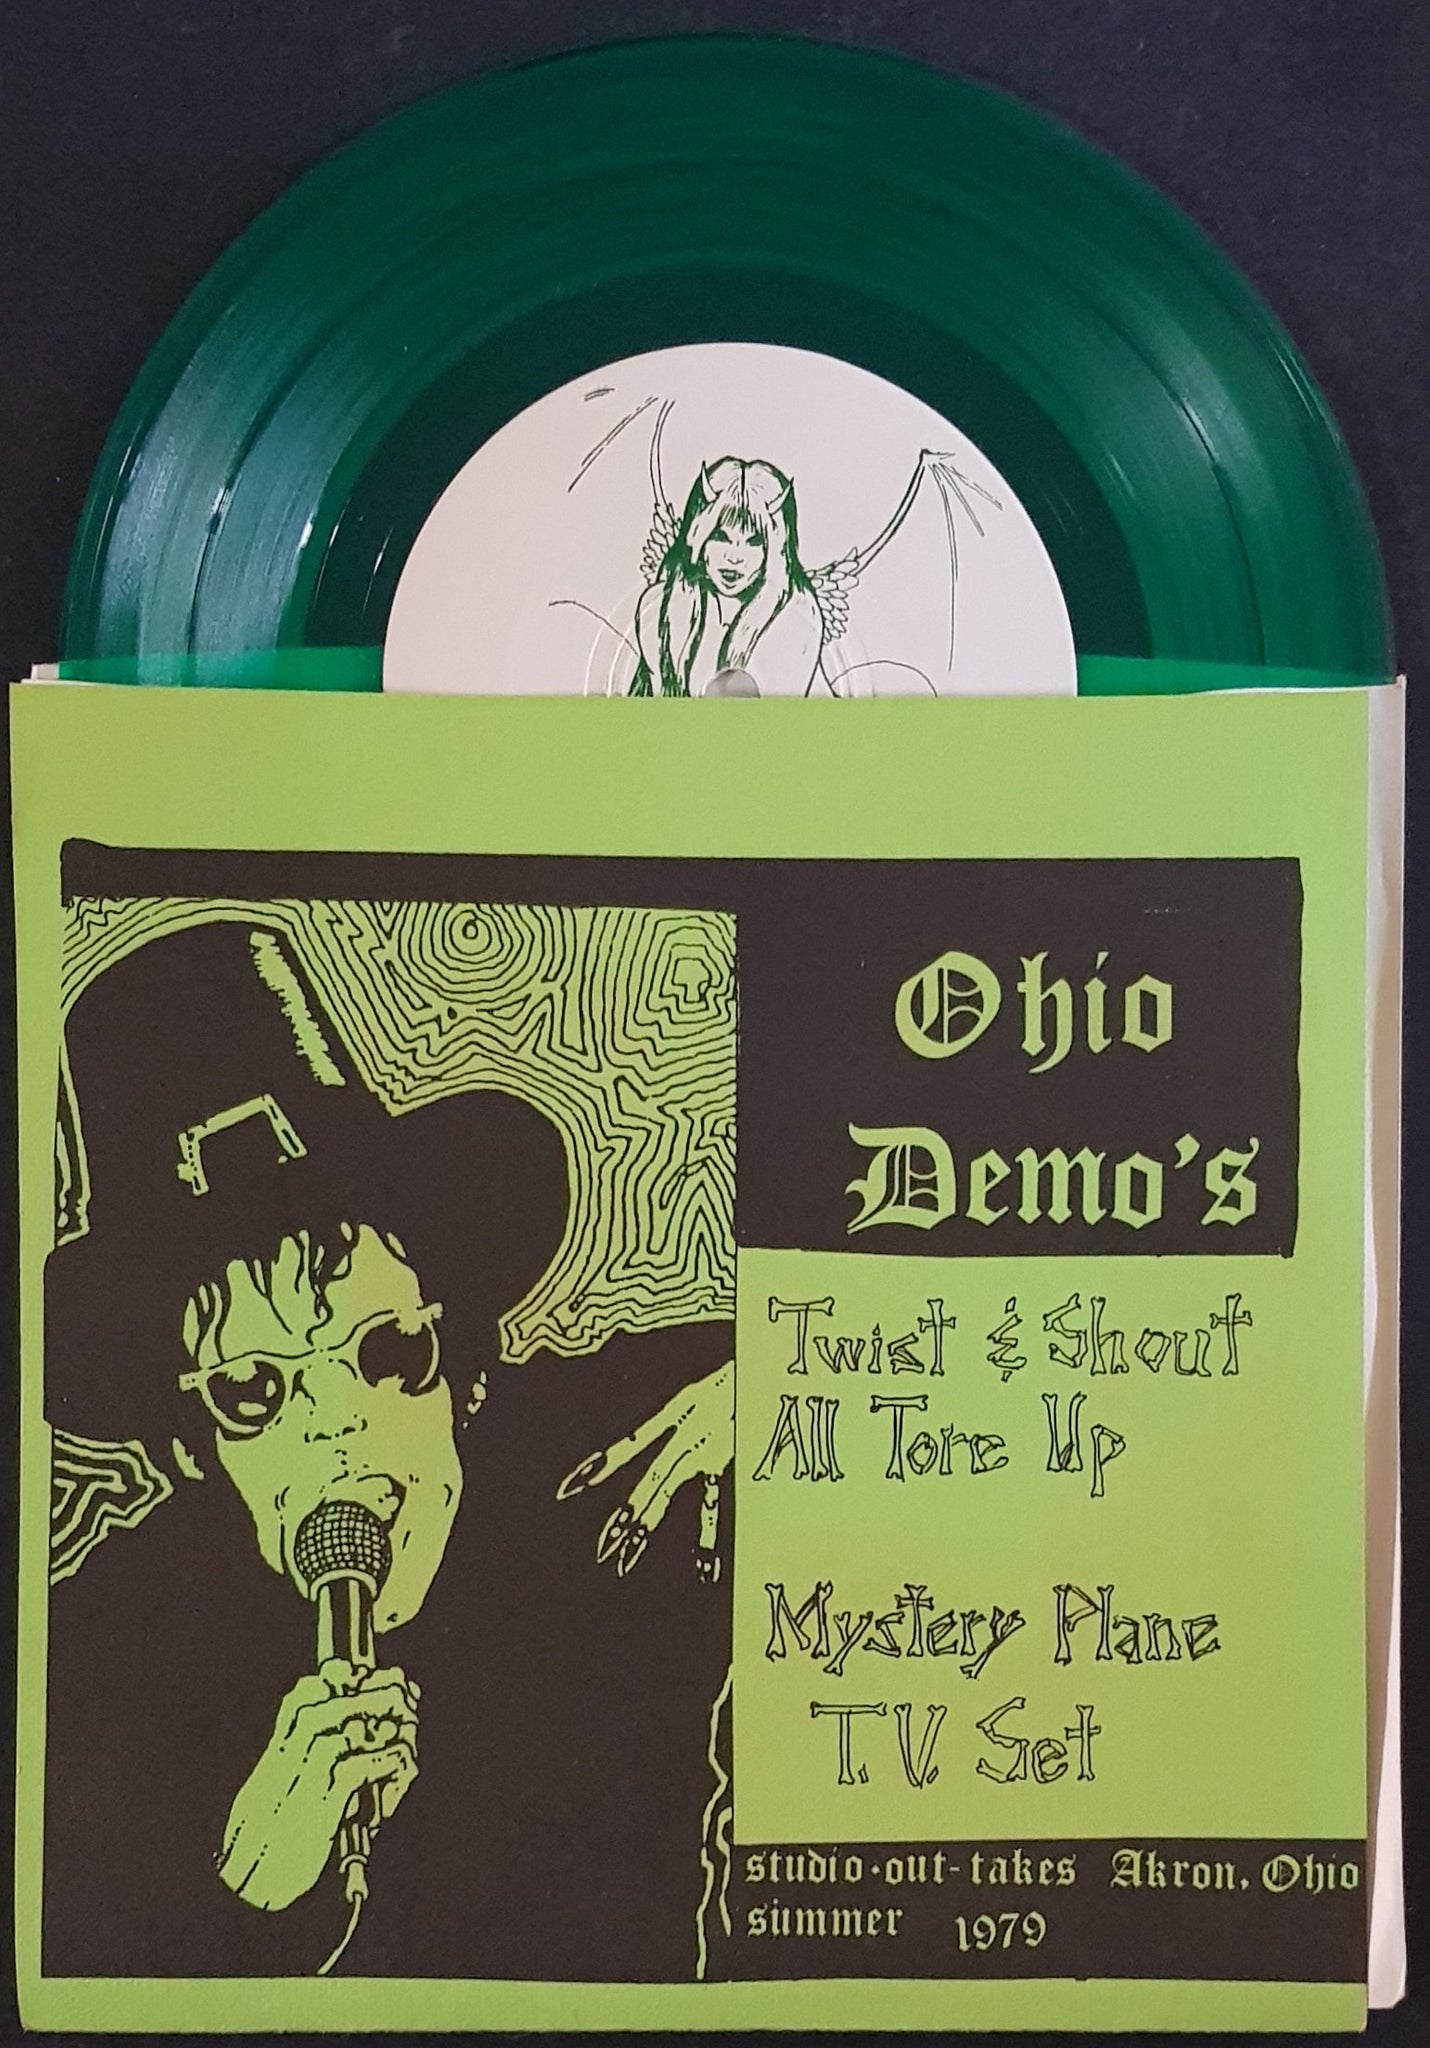 Ohio
Demo's
Twist & Shout
All Tore Up
Mystery Plane
T.V. Set
studio·out-takes Akron, Ohio
summer 1979